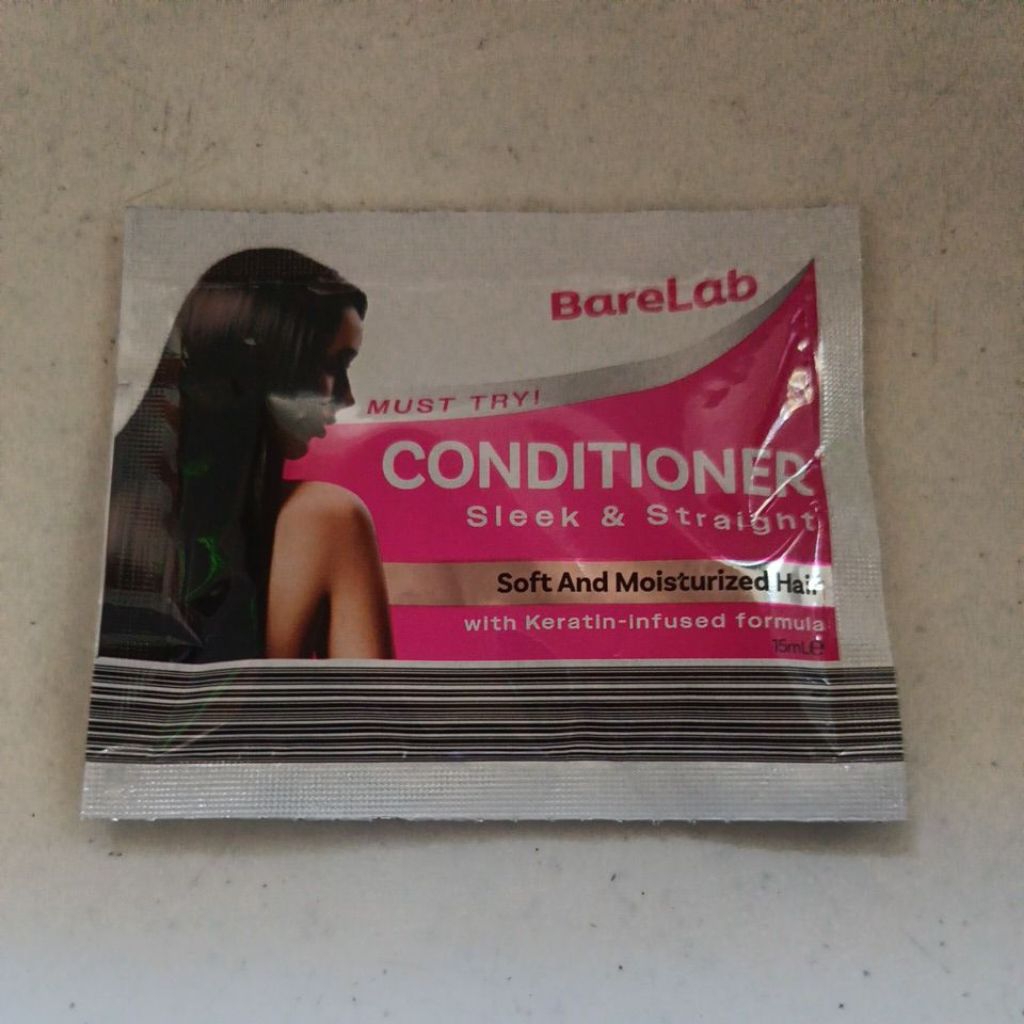 BareLab
MUST TRY!
CONDITIONER
Sleek & Straight
Soft And Moisturized Hair
with Keratin-infused formula
15mL℮